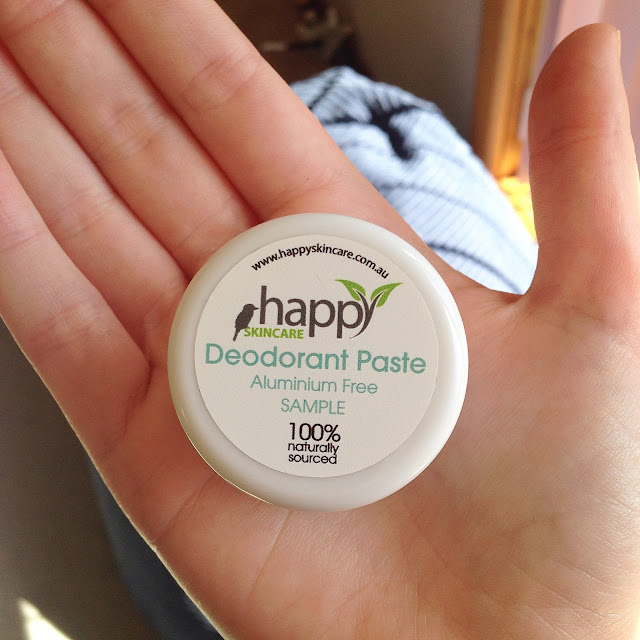 www.happyskincare.com.au
happy
SKINCARE
Deodorant Paste
Aluminium Free
SAMPLE
100%
naturally
sourced